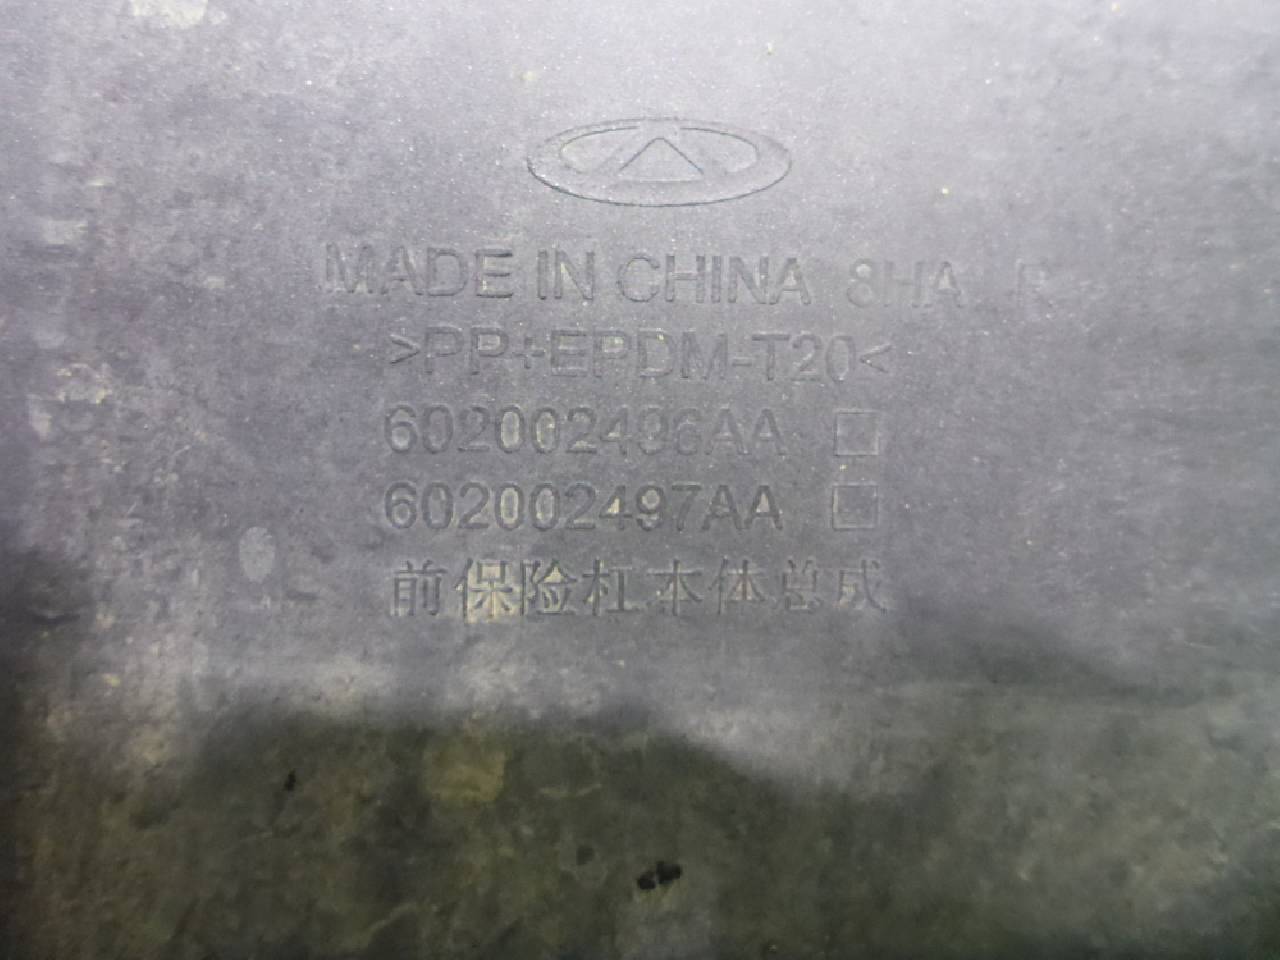 MADE IN CHINA 8HA R
>PP+EPDM-T20<
602002496AA □
602002497AA □
前保险杠本体总成